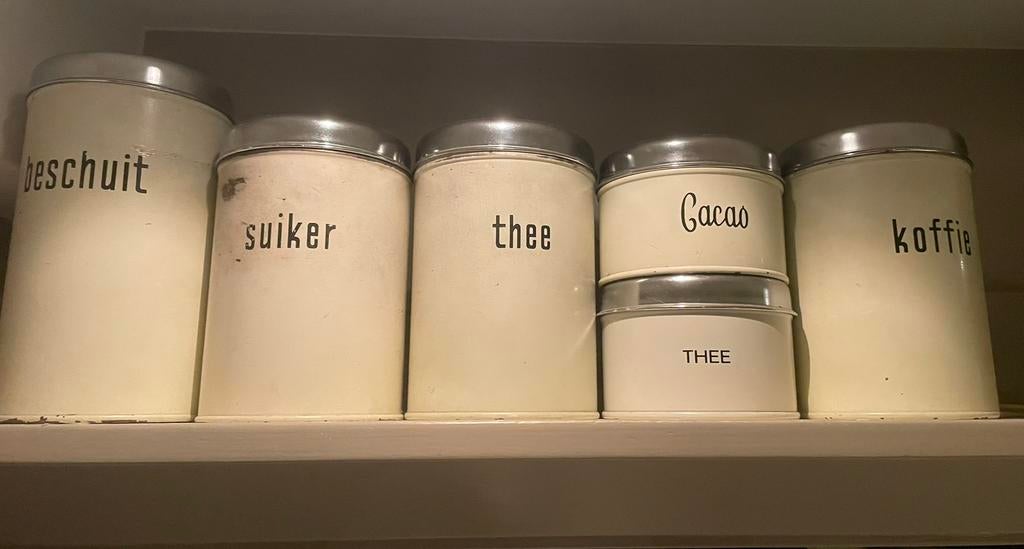 beschuit
suiker
thee
Cacao
THEE
koffie